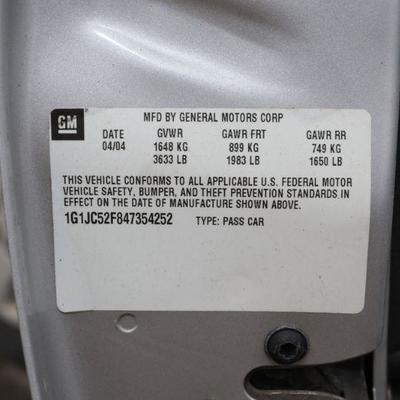 GM
MFD BY GENERAL MOTORS CORP
DATE GVWR GAWR FRT GAWR RR
04/04 1648 KG 899 KG 749 KG
3633 LB 1983 LB 1650 LB
THIS VEHICLE CONFORMS TO ALL APPLICABLE U.S. FEDERAL MOTOR
VEHICLE SAFETY, BUMPER, AND THEFT PREVENTION STANDARDS IN
EFFECT ON THE DATE OF MANUFACTURE SHOWN ABOVE.
1G1JC52F847354252 TYPE: PASS CAR